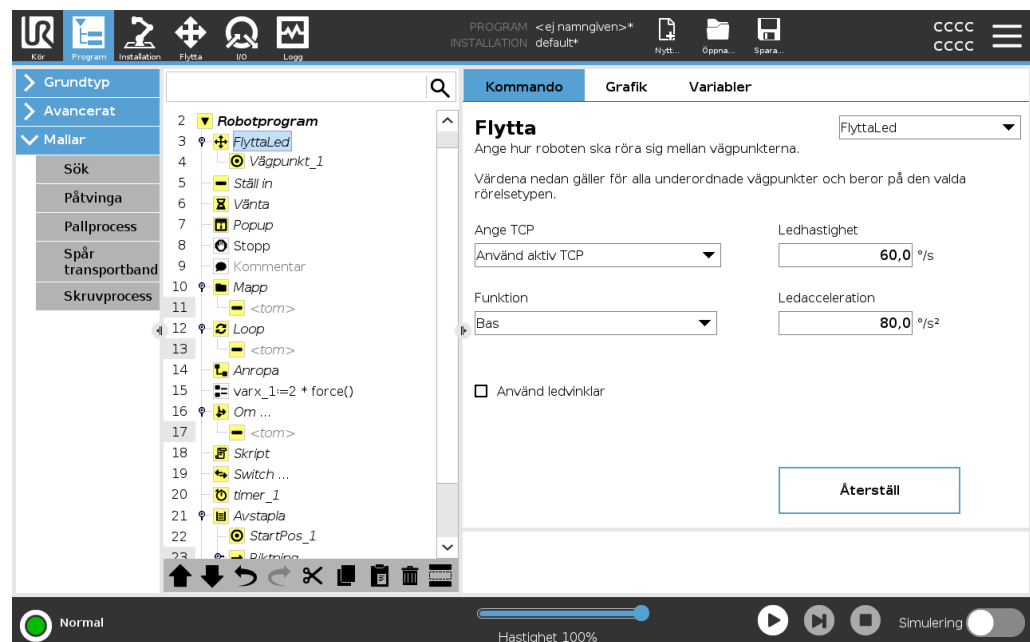 UR
Kör
Program
Installation
Flytta
I/O
Logg
PROGRAM <ej namngiven>*
INSTALLATION default*
Nytt...
Öppna...
Spara...
CCCC
CCCC
Grundtyp
Avancerat
Mallar
Sök
Påtvinga
Pallprocess
Spår
transportband
Skruvprocess
2 Robotprogram
3 FlyttaLed
4 Vägpunkt_1
5 Ställ in
6 Vänta
7 Popup
8 Stopp
9 Kommentar
10 Mapp
11 <tom>
12 Loop
13 <tom>
14 Anropa
15 varx_1:=2 * force()
16 Om ...
17 <tom>
18 Skript
19 Switch ...
20 timer_1
21 Avstapla
22 StartPos_1
23 Riktning
Kommando
Grafik
Variabler
Flytta
FlyttaLed
Ange hur roboten ska röra sig mellan vägpunkterna.
Värdena nedan gäller för alla underordnade vägpunkter och beror på den valda
rörelsetypen.
Ange TCP
Ledhastighet
Använd aktiv TCP
60,0 °/s
Funktion
Ledacceleration
Bas
80,0 °/s²
Använd ledvinklar
Återställ
Normal
Hastighet 100%
Simulering